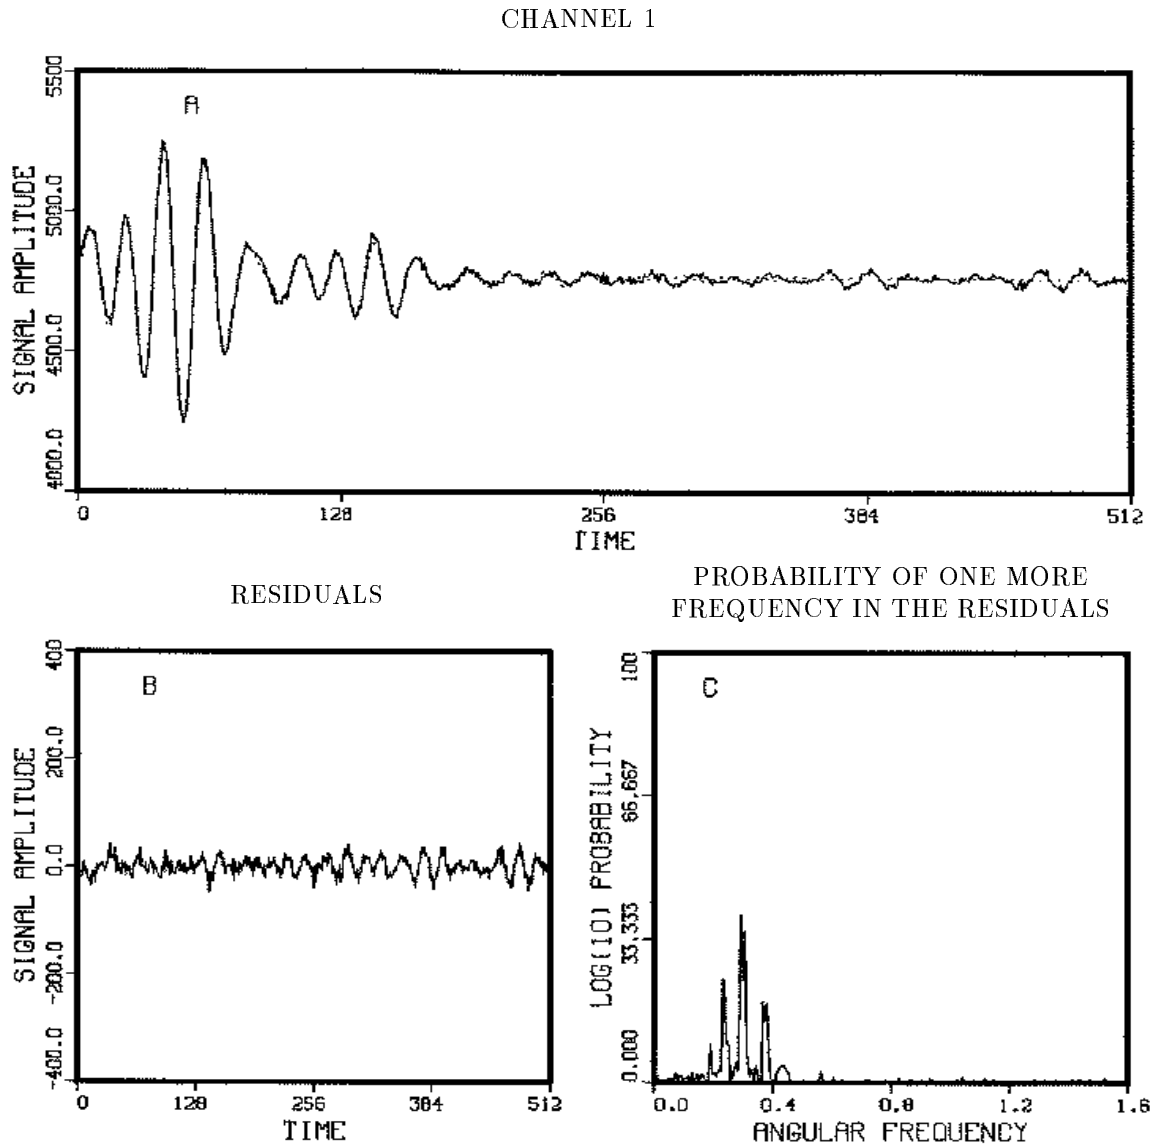 CHANNEL 1
5500
5000.0
4500.0
4000.0
SIGNAL AMPLITUDE
A
0 128 256 384 512
TIME
RESIDUALS
400
200.0
0.0
-200.0
-400.0
SIGNAL AMPLITUDE
B
0 128 256 384 512
TIME
PROBABILITY OF ONE MORE
FREQUENCY IN THE RESIDUALS
100
66.667
33.333
0.000
LOG(10) PROBABILITY
C
0.0 0.4 0.8 1.2 1.6
ANGULAR FREQUENCY